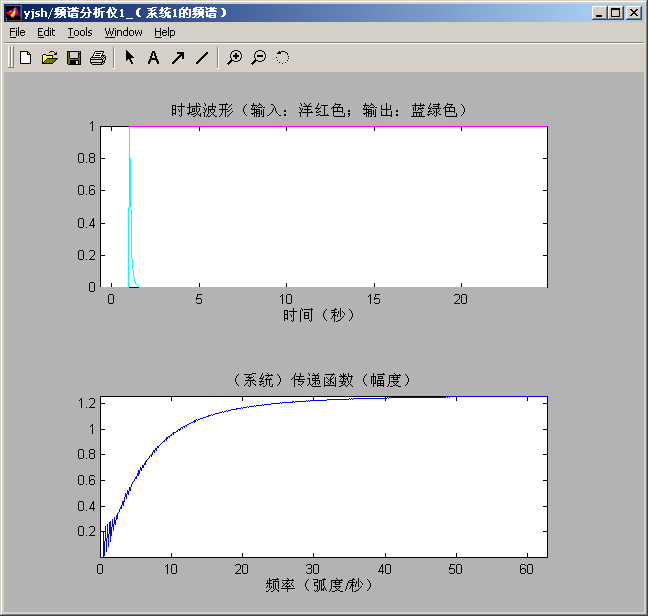 yjsh/频谱分析仪1_（系统1的频谱）
File Edit Tools Window Help
A
时域波形（输入：洋红色；输出：蓝绿色）
1
0.8
0.6
0.4
0.2
0
0 5 10 15 20
时间（秒）
（系统）传递函数（幅度）
1.2
1
0.8
0.6
0.4
0.2
0 10 20 30 40 50 60
频率（弧度/秒）